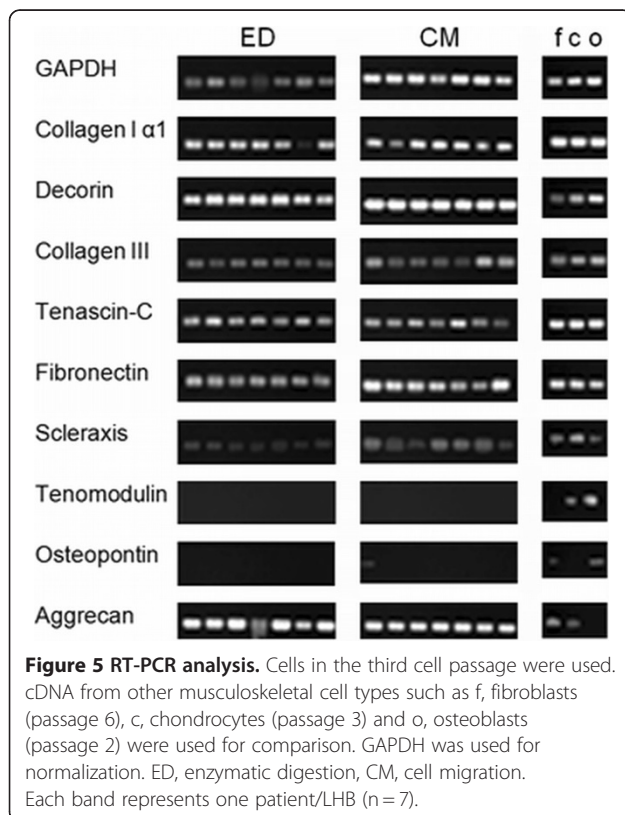 ED CM f c o
GAPDH
Collagen I α1
Decorin
Collagen III
Tenascin-C
Fibronectin
Scleraxis
Tenomodulin
Osteopontin
Aggrecan
Figure 5 RT-PCR analysis. Cells in the third cell passage were used.
cDNA from other musculoskeletal cell types such as f, fibroblasts
(passage 6), c, chondrocytes (passage 3) and o, osteoblasts
(passage 2) were used for comparison. GAPDH was used for
normalization. ED, enzymatic digestion, CM, cell migration.
Each band represents one patient/LHB (n = 7).